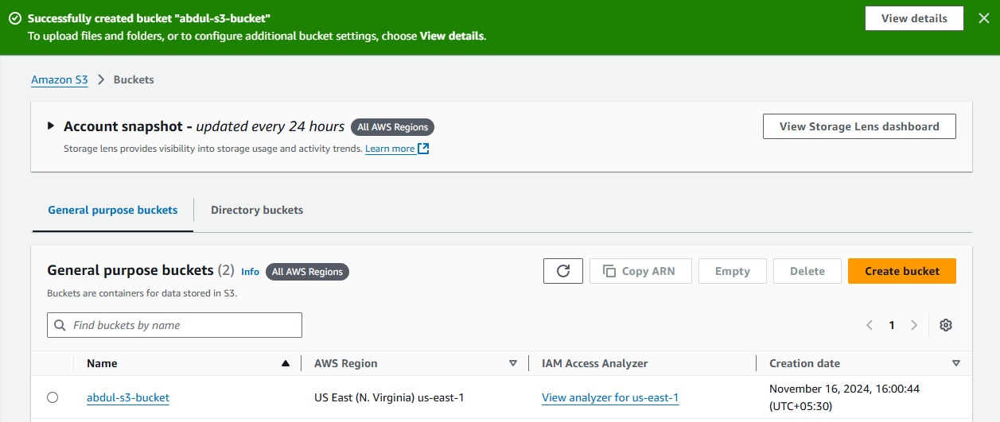 Successfully created bucket "abdul-s3-bucket"
To upload files and folders, or to configure additional bucket settings, choose View details.
View details
Amazon S3 > Buckets
Account snapshot - updated every 24 hours All AWS Regions
Storage lens provides visibility into storage usage and activity trends. Learn more
View Storage Lens dashboard
General purpose buckets
Directory buckets
General purpose buckets (2) Info All AWS Regions
Buckets are containers for data stored in S3.
Copy ARN
Empty
Delete
Create bucket
Find buckets by name
1
Name AWS Region IAM Access Analyzer Creation date
abdul-s3-bucket US East (N. Virginia) us-east-1 View analyzer for us-east-1 November 16, 2024, 16:00:44
(UTC+05:30)